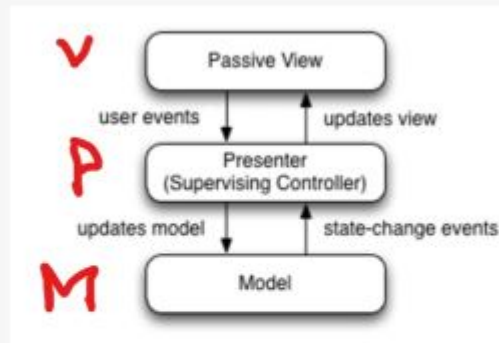 V
Passive View
user events
updates view
P
Presenter
(Supervising Controller)
updates model
state-change events
M
Model